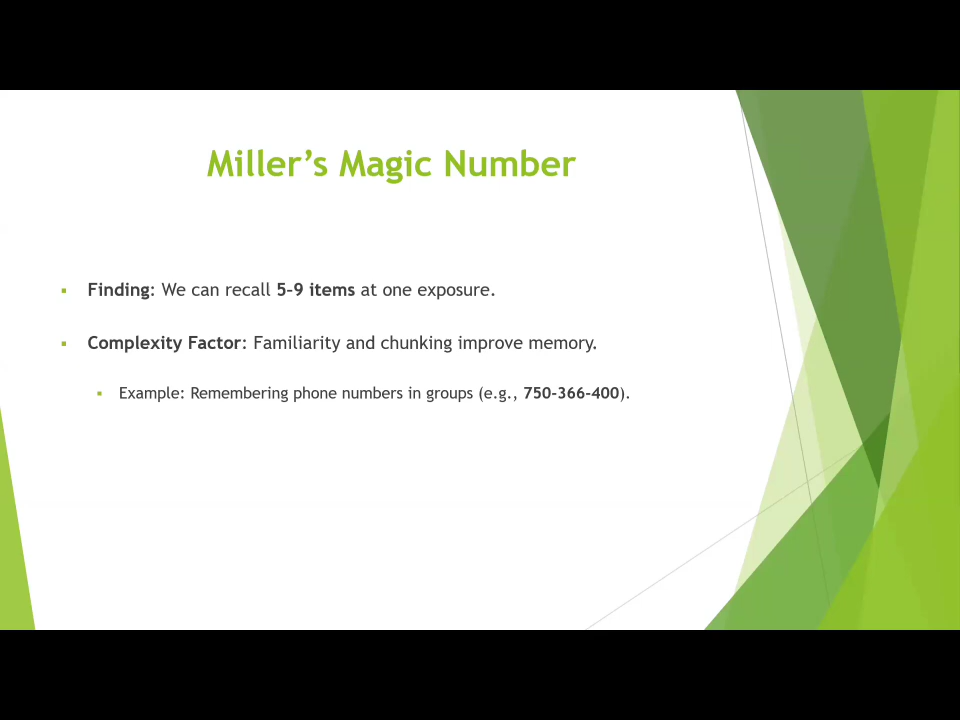 Miller’s Magic Number
▪ Finding: We can recall 5–9 items at one exposure.
▪ Complexity Factor: Familiarity and chunking improve memory.
▪ Example: Remembering phone numbers in groups (e.g., 750-366-400).